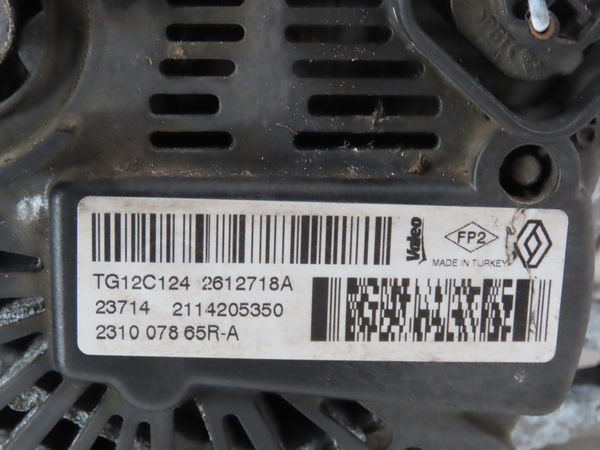 Valeo
FP2
MADE IN TURKEY
TG12C124 2612718A
23714 2114205350
2310 078 65R-A